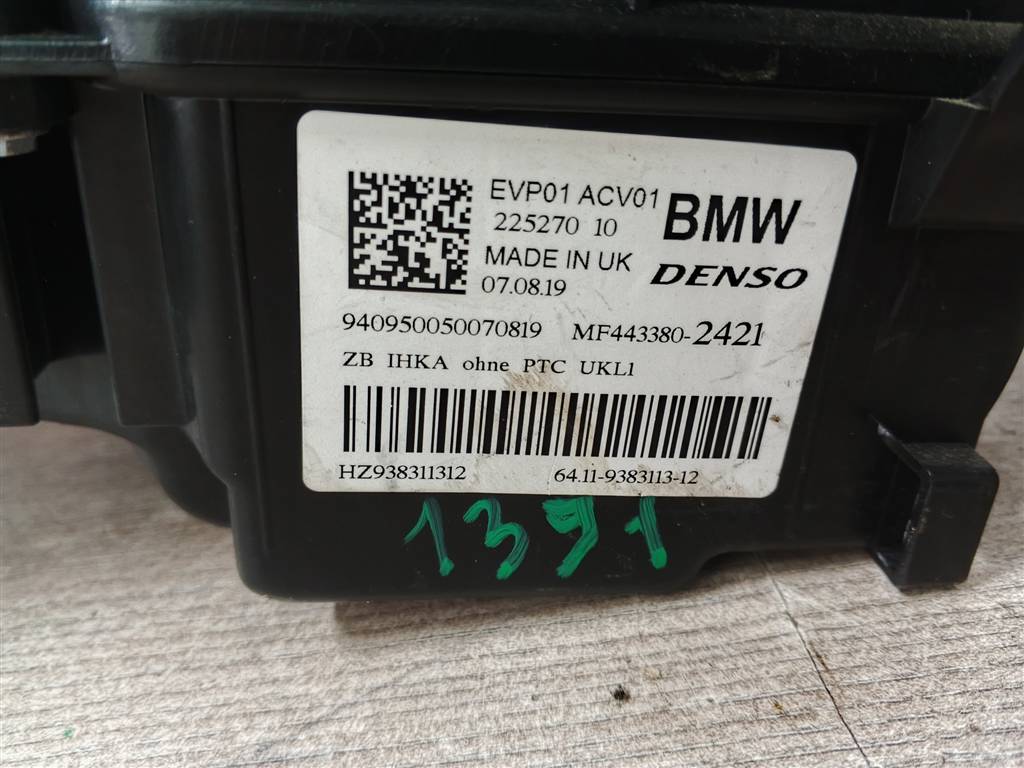 EVP01 ACV01
225270 10
BMW
MADE IN UK
DENSO
07.08.19
940950050070819 MF443380-2421
ZB IHKA ohne PTC UKL1
HZ938311312 64.11-9383113-12
1391